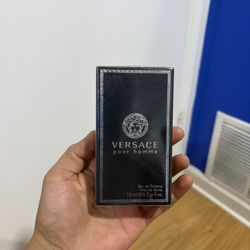 VERSACE
pour homme
Eau de Toilette
Natural Spray